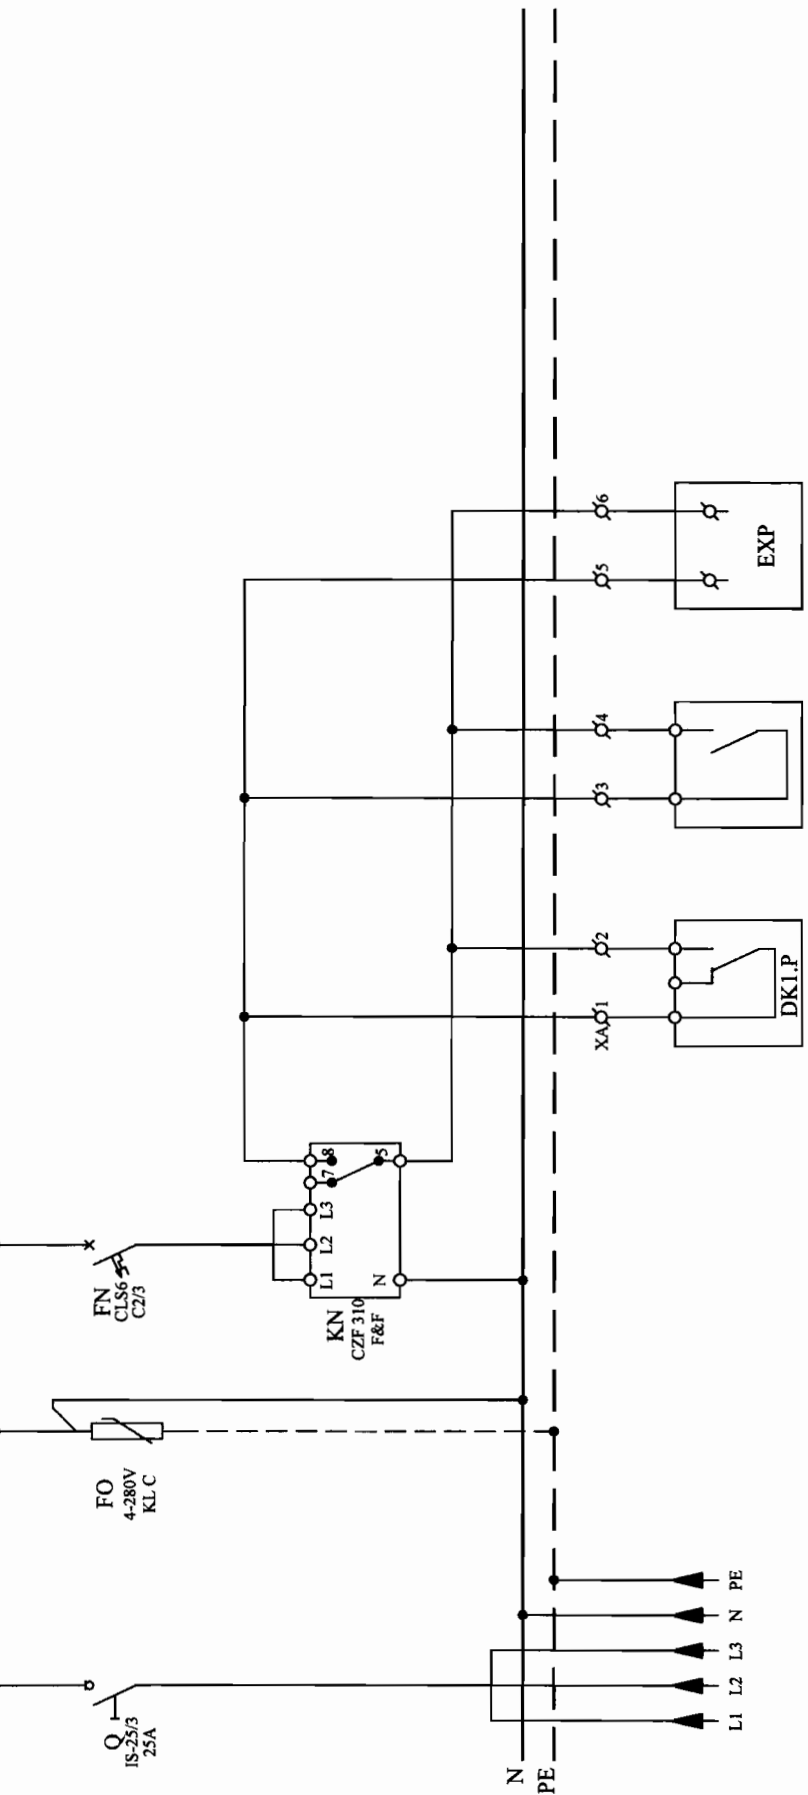 Q
IS-25/3
25A
FO
4-280V
KL C
FN
CLS6
C2/3
KN
CZF 310
F&F
L1
L2
L3
7
8
N
5
N
PE
XA
1
2
3
4
5
6
L1
L2
L3
N
PE
DK1.P
EXP